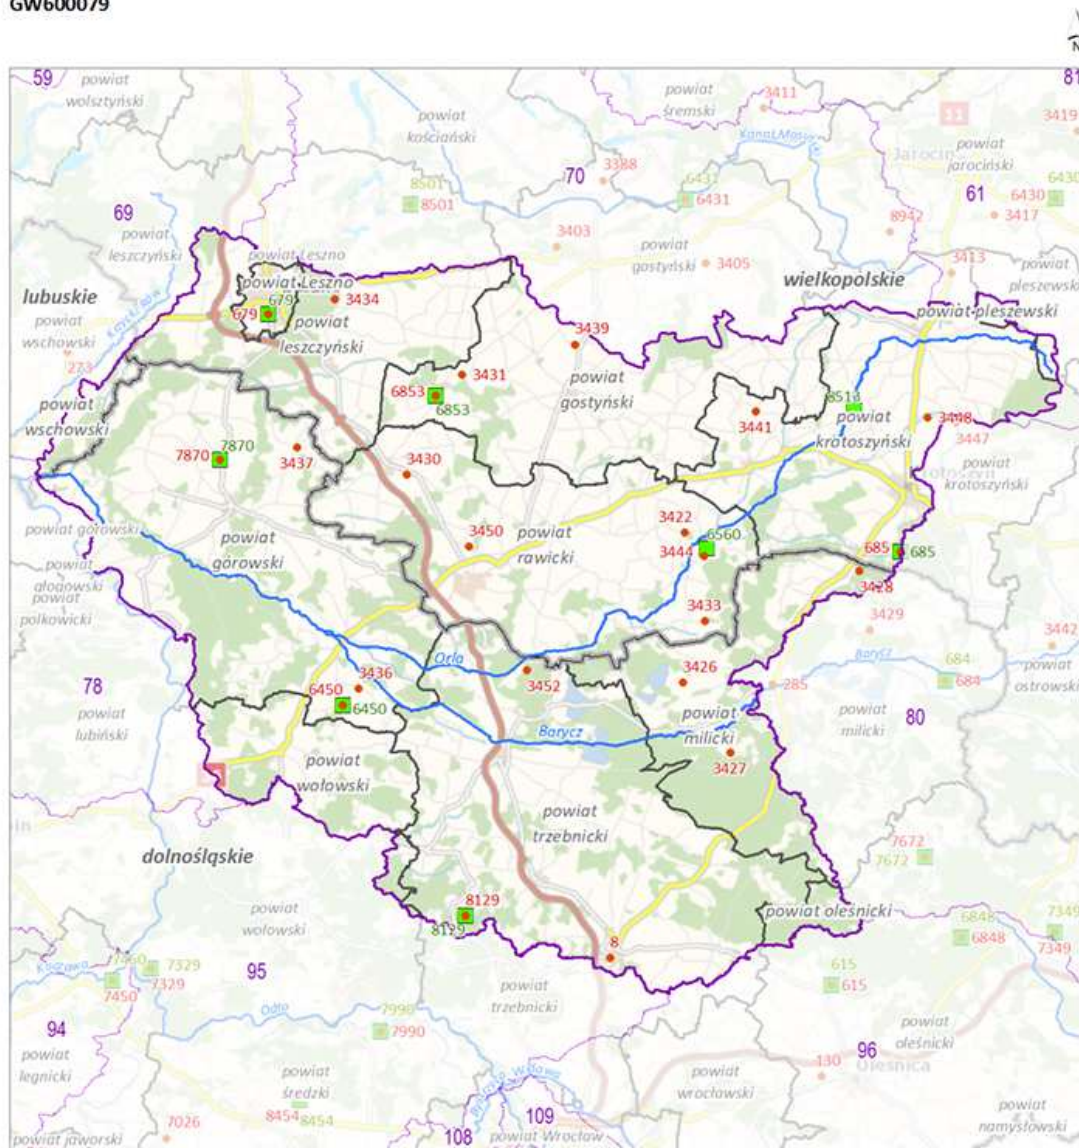 GW600079
N
59
powiat
wolsztyński
powiat
kościański
powiat
śremski
3411
11
81
3419
Kanał Mosiński
Jarocin
powiat
jarociński
70
3388
8501
8501
6431
6431
61
6430
6430
3417
69
powiat
leszczyński
3403
8942
powiat
gostyński
3405
3413
powiat
pleszewski
powiat Leszno
powiat Leszno
wielkopolskie
lubuskie
679
679
3434
powiat pleszewski
powiat
wschowski
powiat
leszczyński
3439
273
3431
6853
6853
powiat
gostyński
8514
powiat
krotoszyński
3441
3448
3447
powiat
wschowski
7870
7870
3437
3430
powiat
krotoszyński
powiat górowski
powiat
górowski
3450
powiat
rawicki
3422
6560
3444
685
685
powiat
głogowski
powiat
polkowicki
3428
3433
3429
3442
Orla
Barycz
684
684
powiat
ostrowski
78
3436
6450
6450
3452
3426
285
powiat
lubiński
powiat
milicki
powiat
milicki
80
Barycz
3427
powiat
wołowski
powiat
trzebnicki
dolnośląskie
7672
7672
powiat
wołowski
8129
8129
powiat oleśnicki
6848
6848
7349
7349
8
7460
7450
7329
7329
95
powiat
trzebnicki
615
615
Odra
94
7990
7990
powiat
oleśnicki
powiat
legnicki
96
Oleśnica
130
powiat
średzki
8454
8454
powiat
wrocławski
109
7026
powiat
namysłowski
powiat jaworski
108
powiat Wrocław